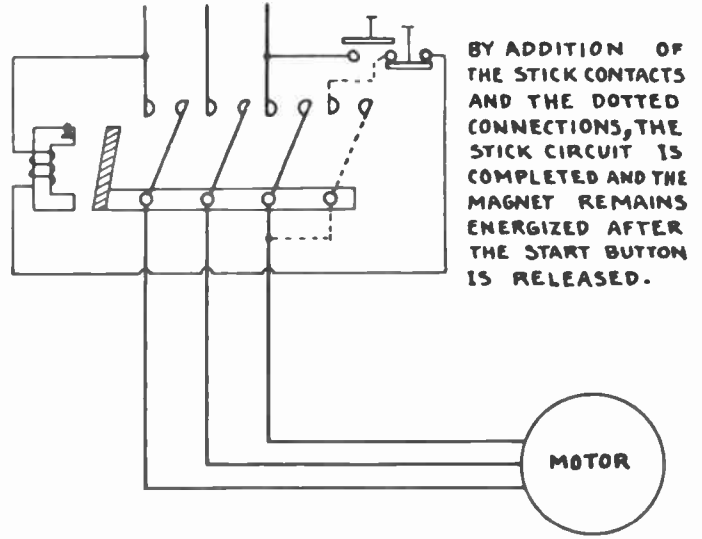 BY ADDITION OF
THE STICK CONTACTS
AND THE DOTTED
CONNECTIONS, THE
STICK CIRCUIT IS
COMPLETED AND THE
MAGNET REMAINS
ENERGIZED AFTER
THE START BUTTON
IS RELEASED.
MOTOR